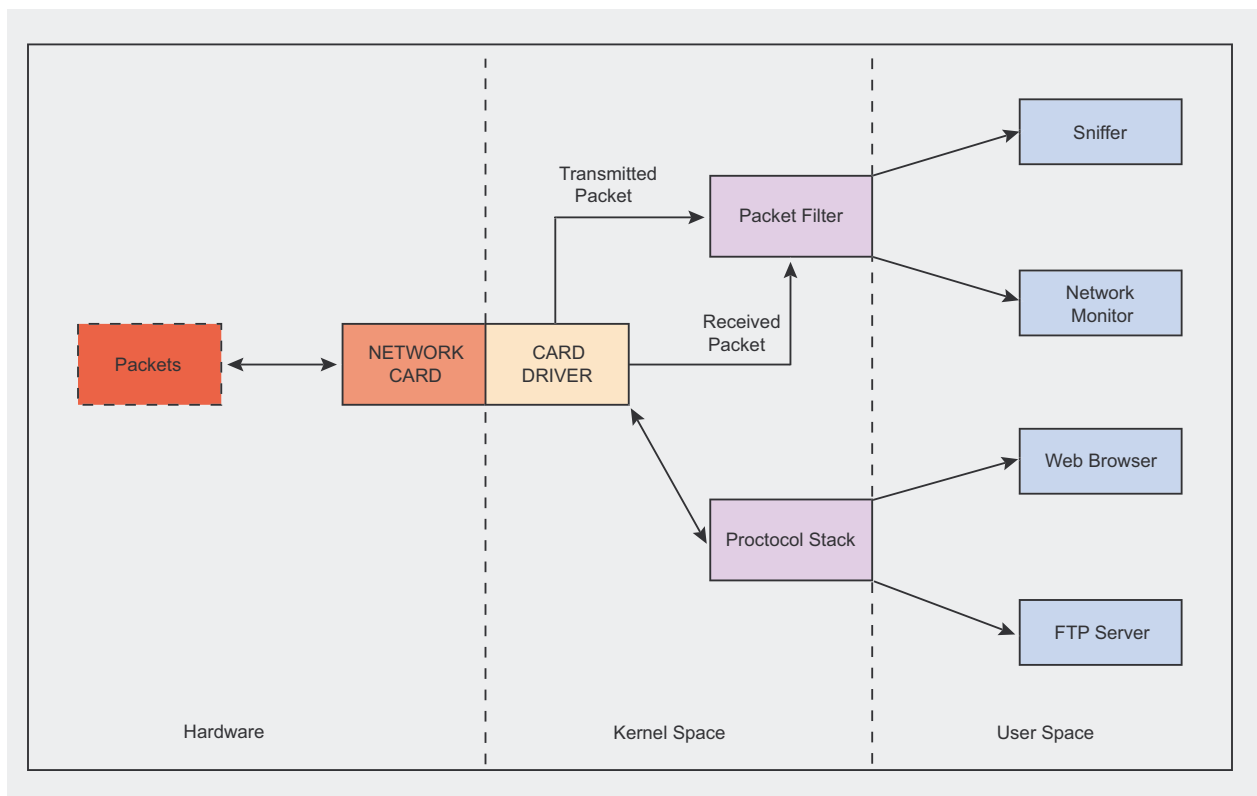 Sniffer
Transmitted
Packet
Packet Filter
Network
Monitor
Received
Packet
Packets
NETWORK
CARD
CARD
DRIVER
Web Browser
Proctocol Stack
FTP Server
Hardware
Kernel Space
User Space